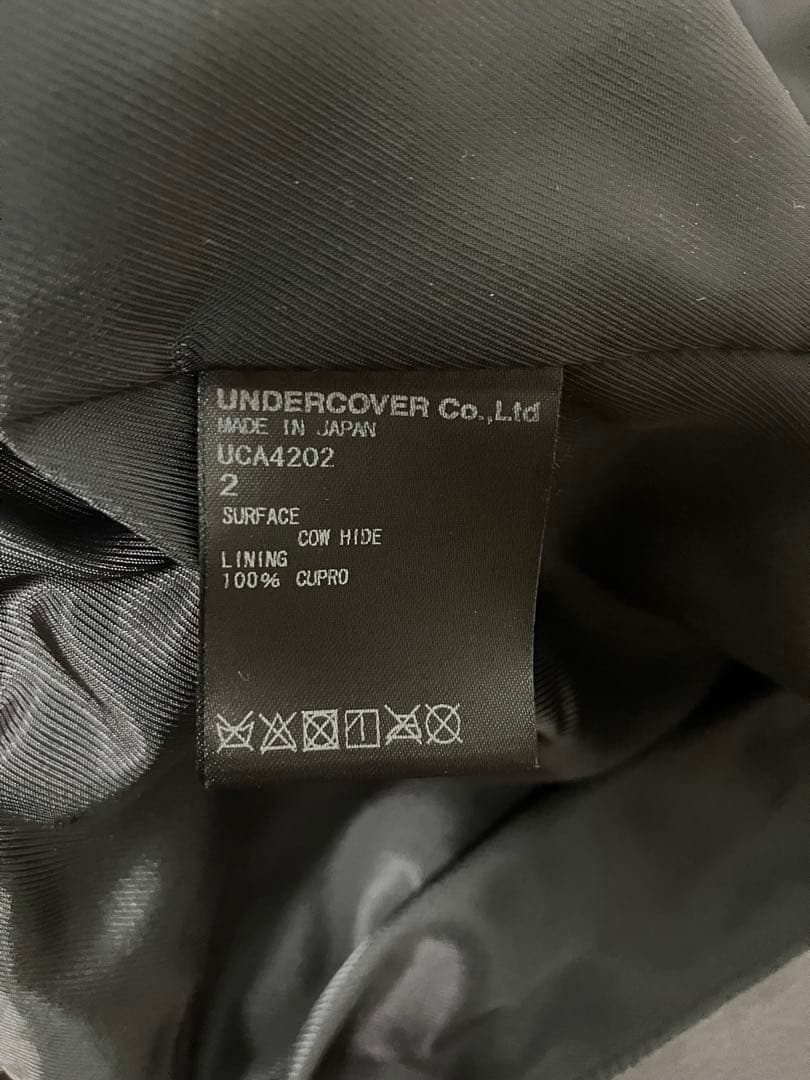 UNDERCOVER Co.,Ltd
MADE IN JAPAN
UCA4202
2
SURFACE
COW HIDE
LINING
100% CUPRO